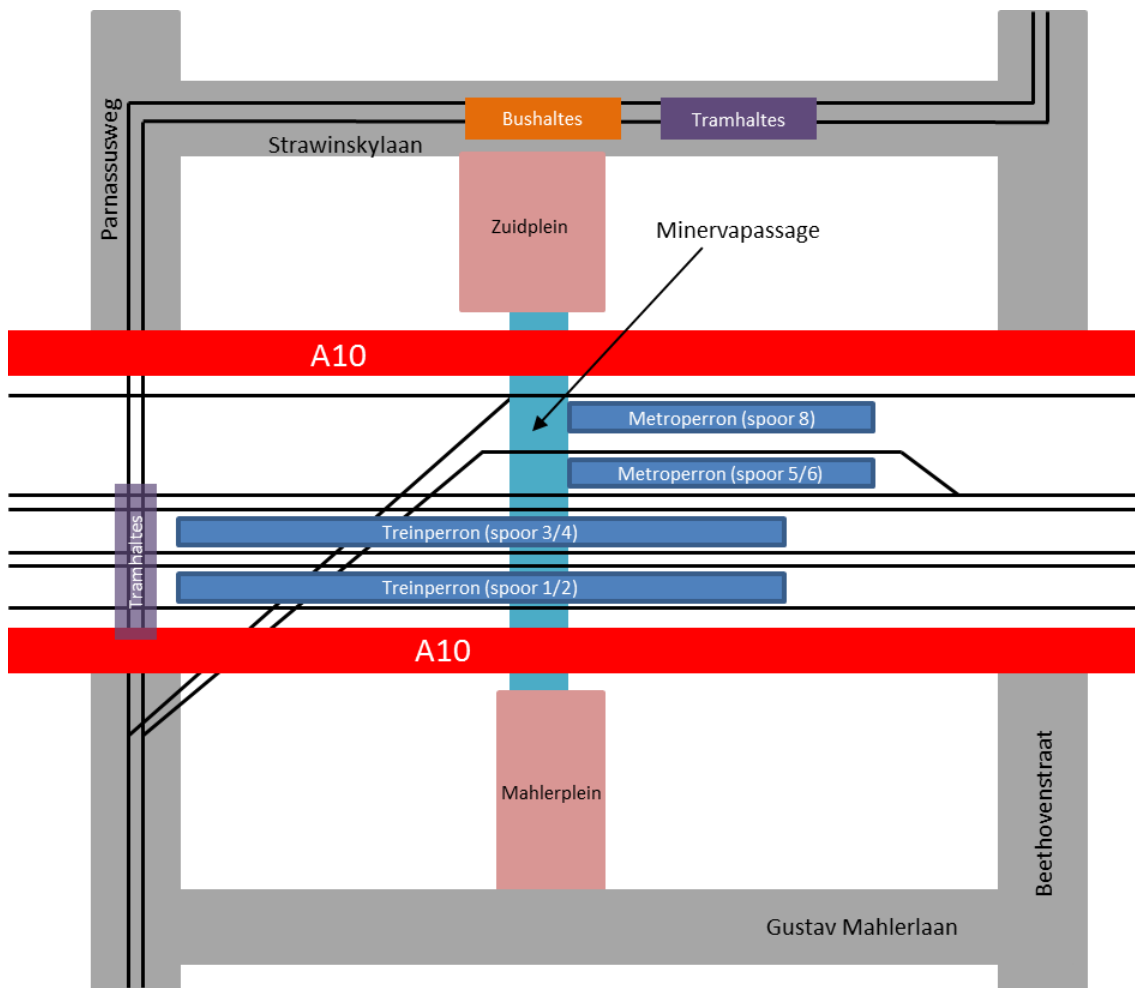 Parnassusweg
Bushaltes
Tramhaltes
Strawinskylaan
Zuidplein
Minervapassage
A10
Metroperron (spoor 8)
Metroperron (spoor 5/6)
Tramhaltes
Treinperron (spoor 3/4)
Treinperron (spoor 1/2)
A10
Mahlerplein
Beethovenstraat
Gustav Mahlerlaan